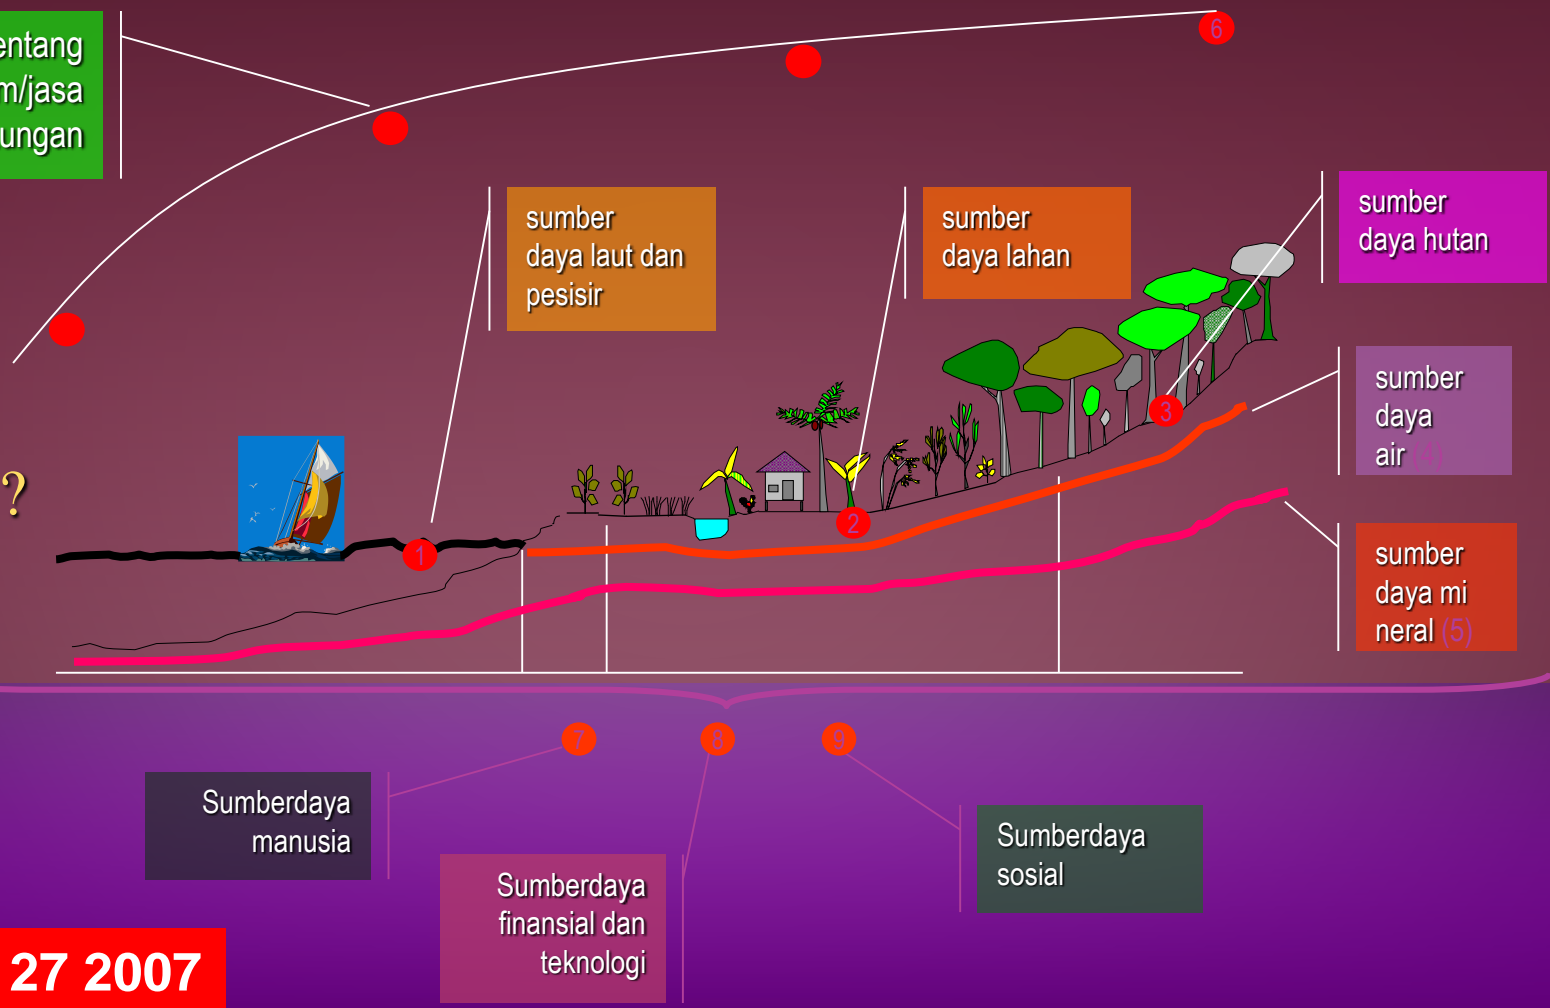 entang
m/jasa
ungan
6
sumber
daya laut dan
pesisir
sumber
daya lahan
sumber
daya hutan
sumber
daya
air (4)
3
?
2
1
sumber
daya mi
neral (5)
7
8
9
Sumberdaya
manusia
Sumberdaya
finansial dan
teknologi
Sumberdaya
sosial
27 2007